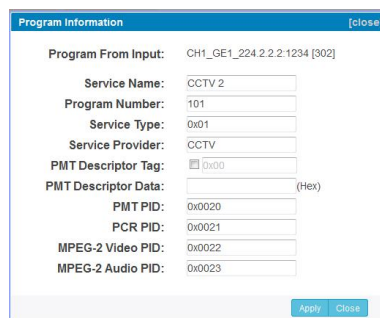 Program Information [close
Program From Input: CH1_GE1_224.2.2.2:1234 [302]
Service Name: CCTV 2
Program Number: 101
Service Type: 0x01
Service Provider: CCTV
PMT Descriptor Tag: 0x00
PMT Descriptor Data: (Hex)
PMT PID: 0x0020
PCR PID: 0x0021
MPEG-2 Video PID: 0x0022
MPEG-2 Audio PID: 0x0023
Apply Close